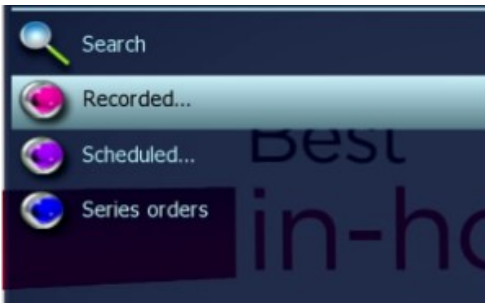 Search
Recorded...
Scheduled...
Best
Series orders
in-ho